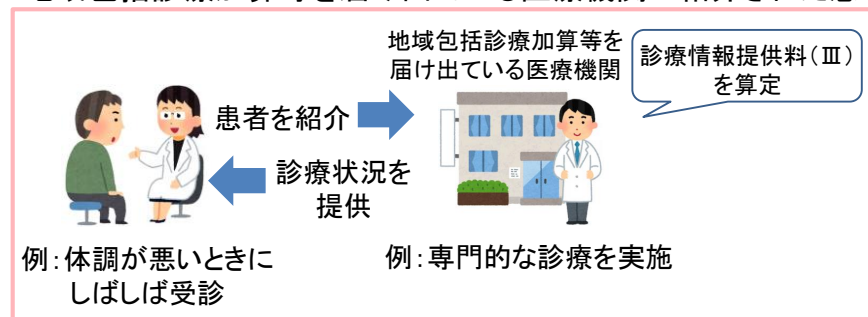 地域包括診療加算等を
届け出ている医療機関
診療情報提供料(Ⅲ)
を算定
患者を紹介
診療状況を
提供
例:体調が悪いときに
しばしば受診
例:専門的な診療を実施